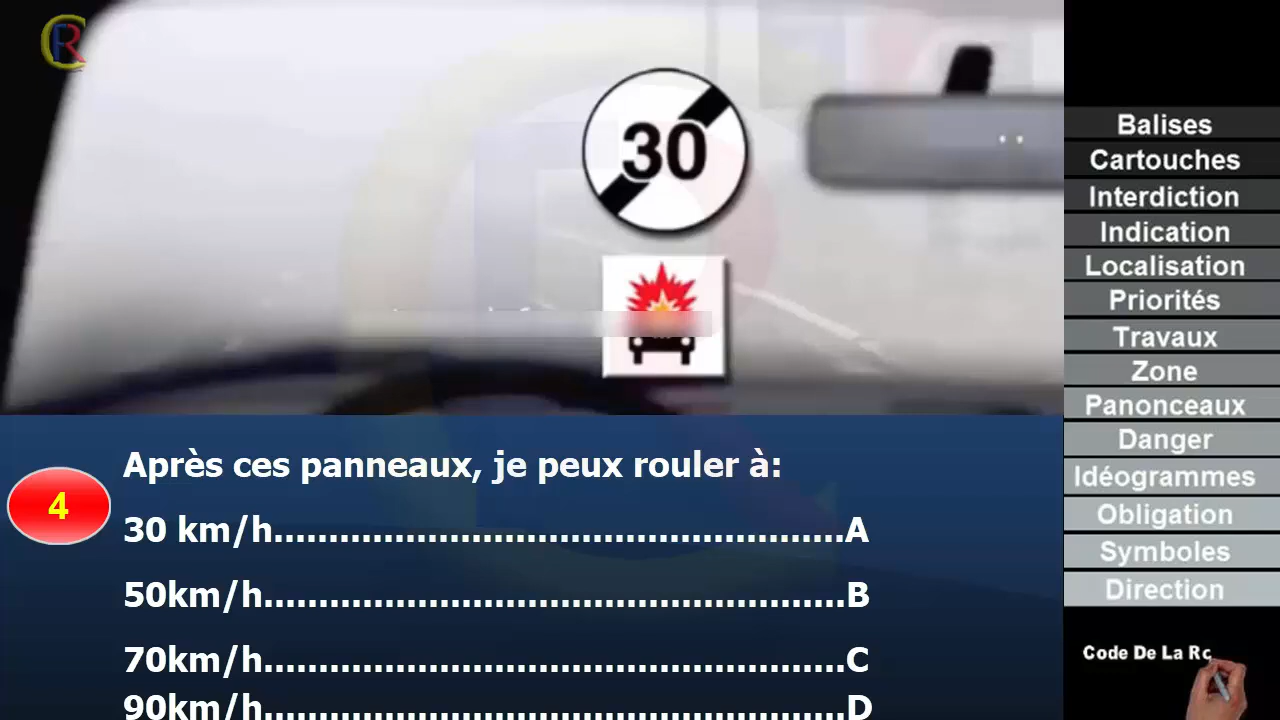 30
Balises
Cartouches
Interdiction
Indication
Localisation
Priorités
Travaux
Zone
Panonceaux
Danger
Idéogrammes
Obligation
Symboles
Direction
Code De La Rc
4
Après ces panneaux, je peux rouler à:
30 km/h....................................................A
50km/h.....................................................B
70km/h.....................................................C
90km/h.....................................................D